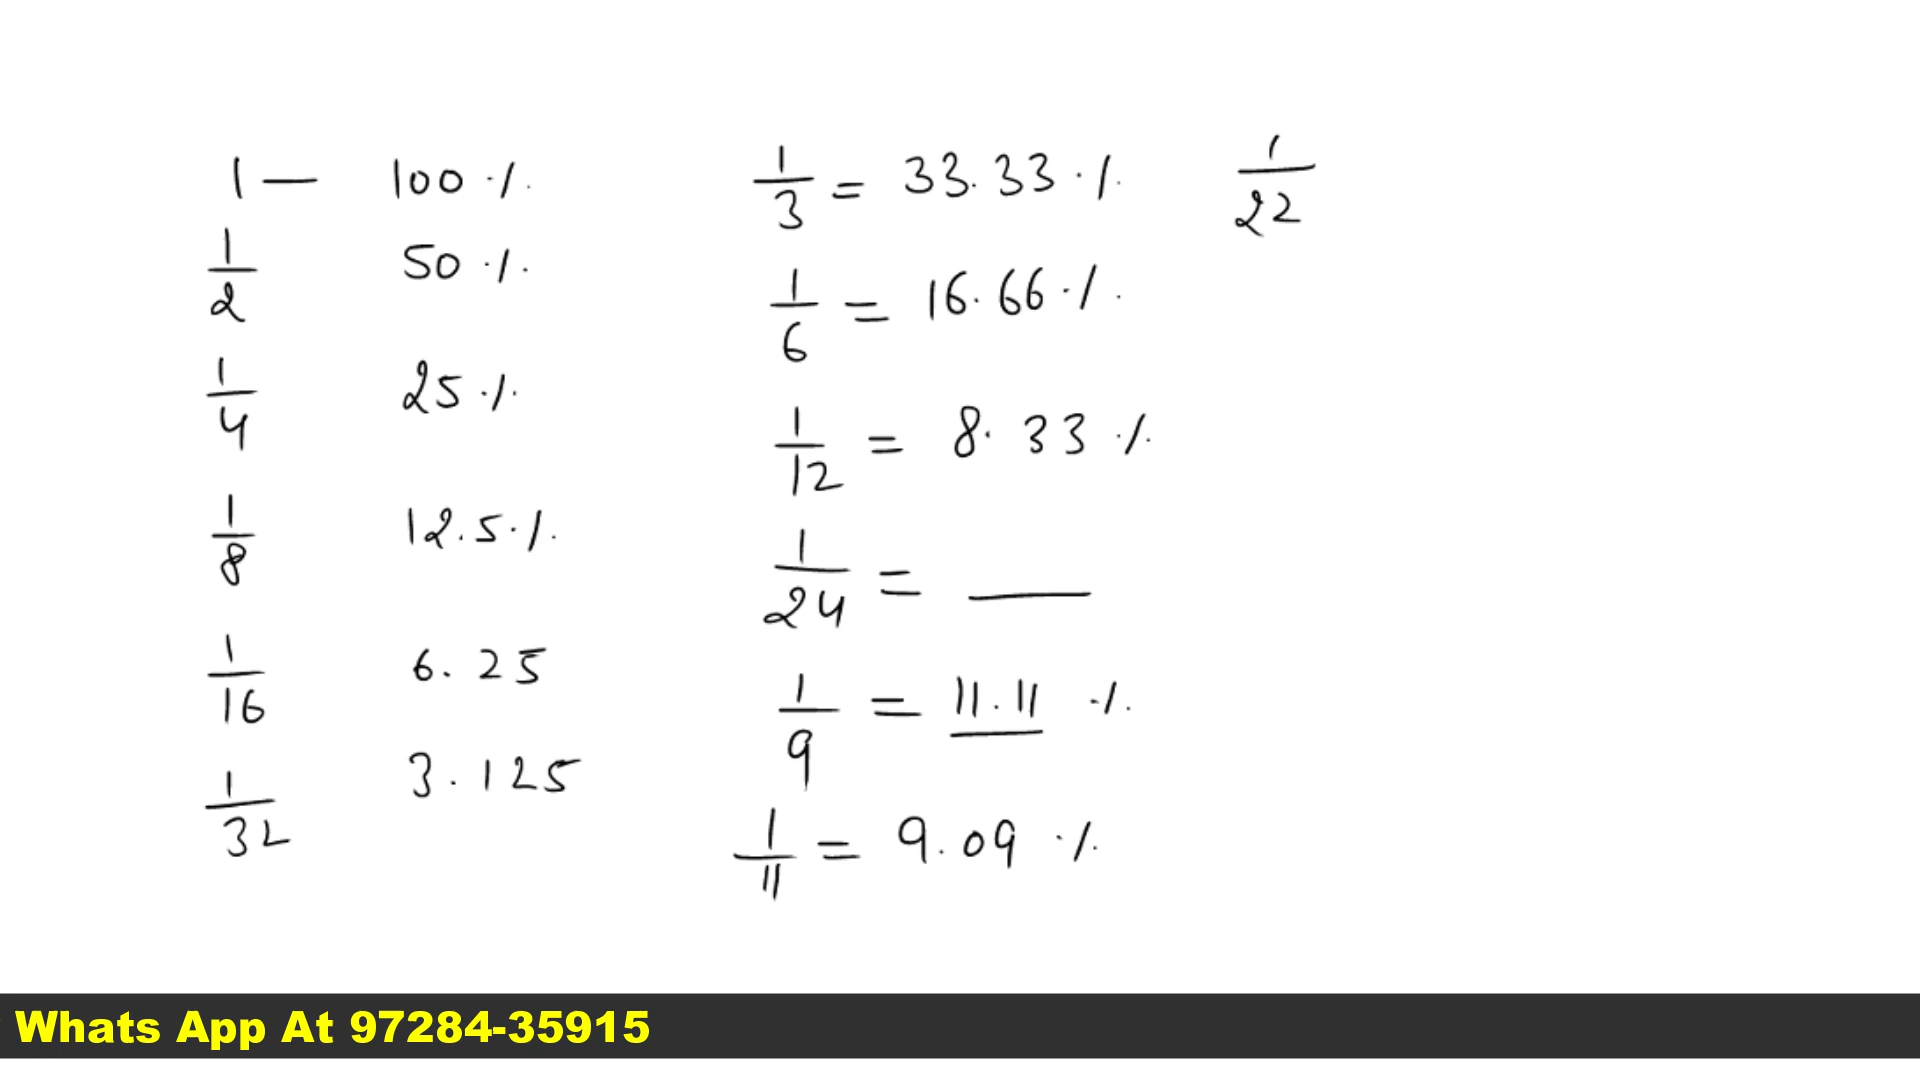 1 — 100 %
1/2 50 %
1/4 25 %
1/8 12.5 %
1/16 6.25
1/32 3.125
1/3 = 33.33 %
1/6 = 16.66 %
1/12 = 8.33 %
1/24 = ___
1/9 = 11.11 %
1/11 = 9.09 %
1/22
Whats App At 97284-35915